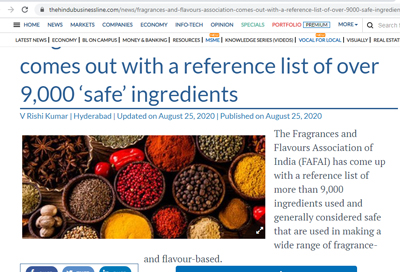 thehindubusinessline.com/news/fragrances-and-flavours-association-comes-out-with-a-reference-list-of-over-9000-safe-ingredien
HOME NEWS MARKETS COMPANIES OPINION INFO-TECH SPECIALS PORTFOLIO PREMIUM MORE
LATEST NEWS | ECONOMY | BL ON CAMPUS | MONEY & BANKING | RESOURCES | MSME | KNOWLEDGE SERIES (VIDEOS) | VOCAL FOR LOCAL | VISUALLY | REAL ESTAT
comes out with a reference list of over
9,000 ‘safe’ ingredients
V Rishi Kumar | Hyderabad | Updated on August 25, 2020 | Published on August 25, 2020
The Fragrances and
Flavours Association of
India (FAFAI) has come up
with a reference list of
more than 9,000
ingredients used and
generally considered safe
that are used in making a
wide range of fragrance-
and flavour-based.